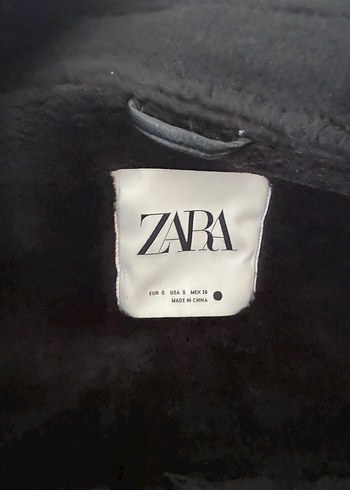 ZARA
EUR S USA S MEX 26
MADE IN CHINA